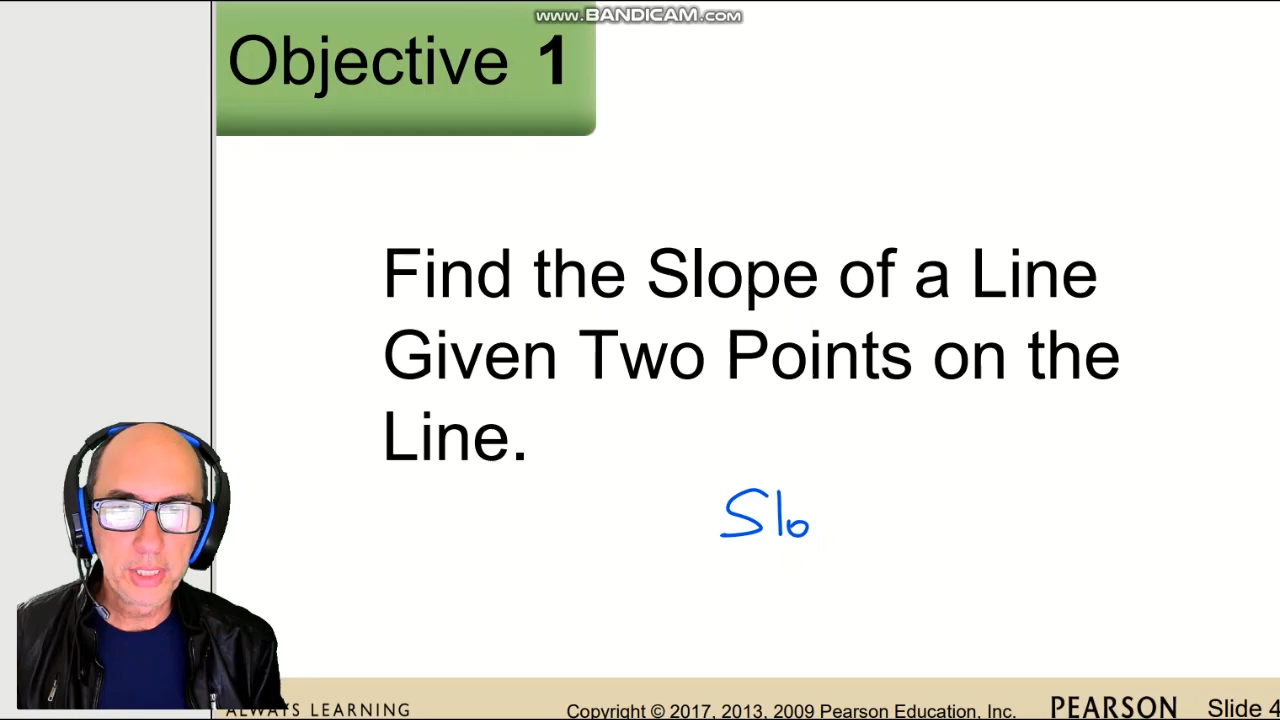 www.BANDICAM.com
Objective 1
Find the Slope of a Line
Given Two Points on the
Line.
Slo
ALWAYS LEARNING
Copyright © 2017, 2013, 2009 Pearson Education, Inc.
PEARSON
Slide 4